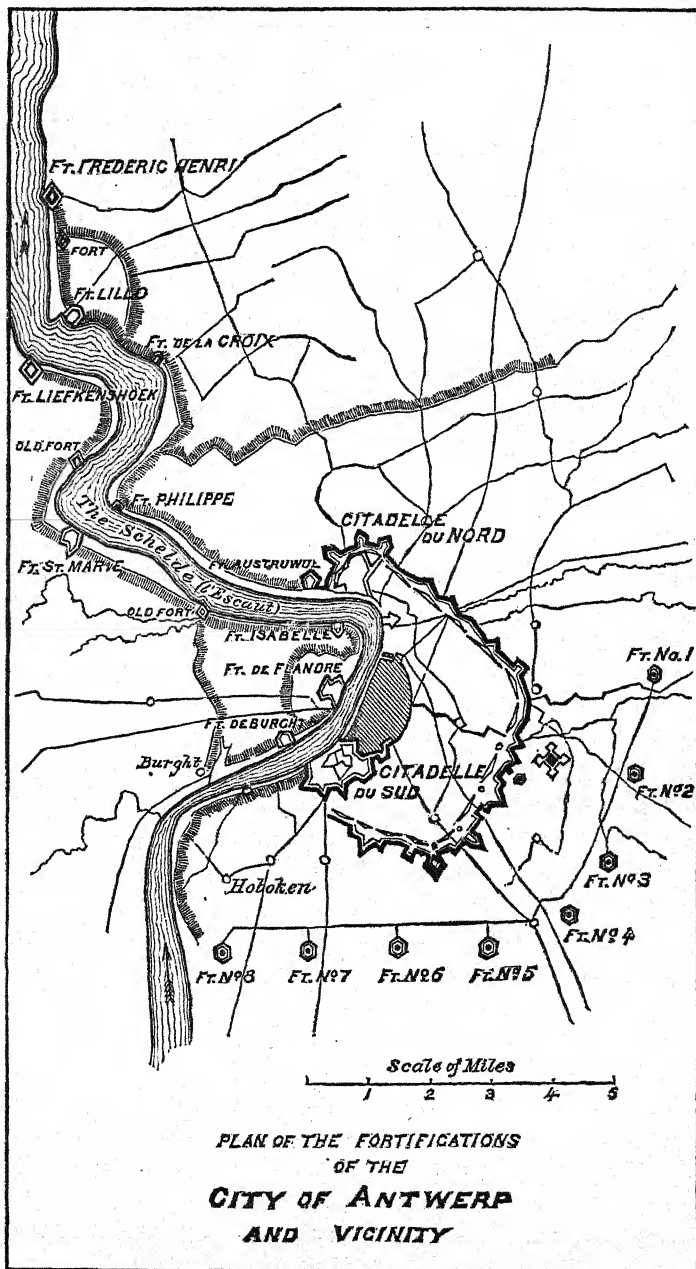 FT. FREDERIC HENRI
FORT
FT. LILLO
FT. DE LA CROIX
FT. LIEFKENSHOEK
OLD FORT
FT. PHILIPPE
CITADELLE
DU NORD
The Schelde (Escaut)
FT. AUSTRUWUL
FT. ST. MARIE
OLD FORT
FT. ISABELLE
FT. No. 1
FT. DE FLANDRE
FT. DE BURGHT
Burght
CITADELLE
DU SUD
FT. No 2
FT. No 3
Hoboken
FT. No 4
FT. No 8
FT. No 7
FT. No 6
FT. No 5
Scale of Miles
1 2 3 4 5
PLAN OF THE FORTIFICATIONS
OF THE
CITY OF ANTWERP
AND VICINITY